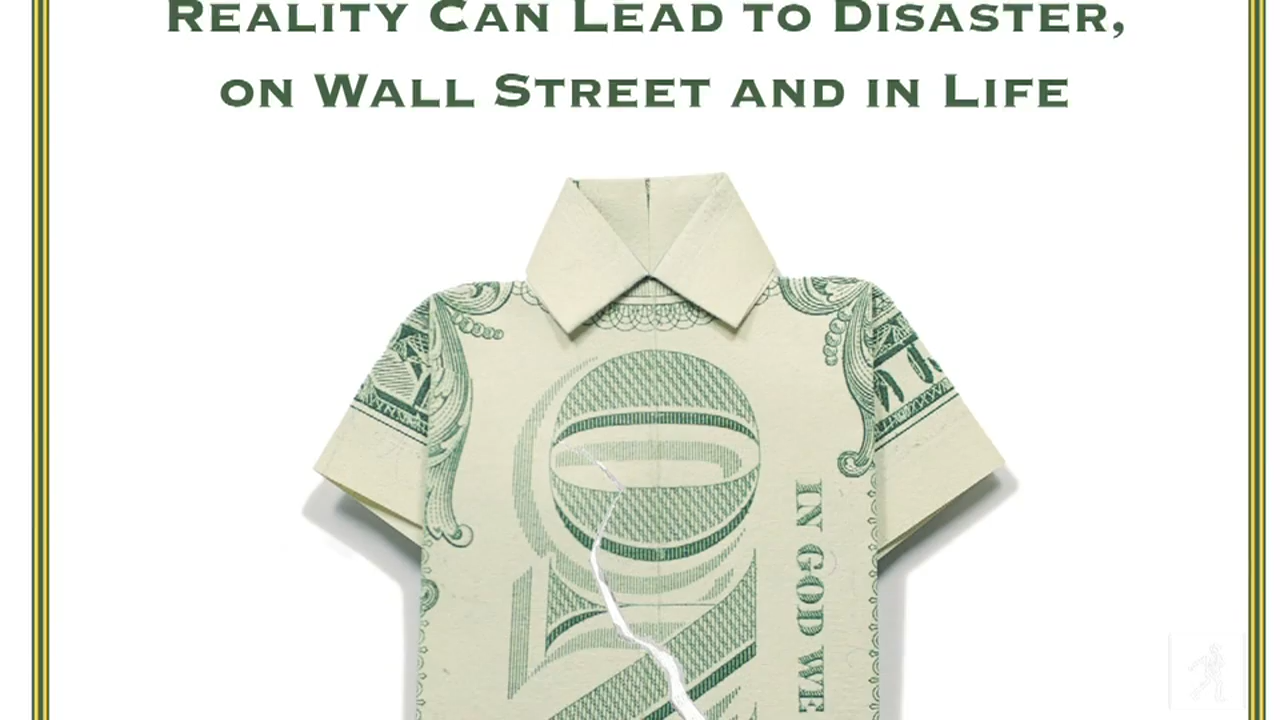 REALITY CAN LEAD TO DISASTER,
ON WALL STREET AND IN LIFE
IN GOD WE